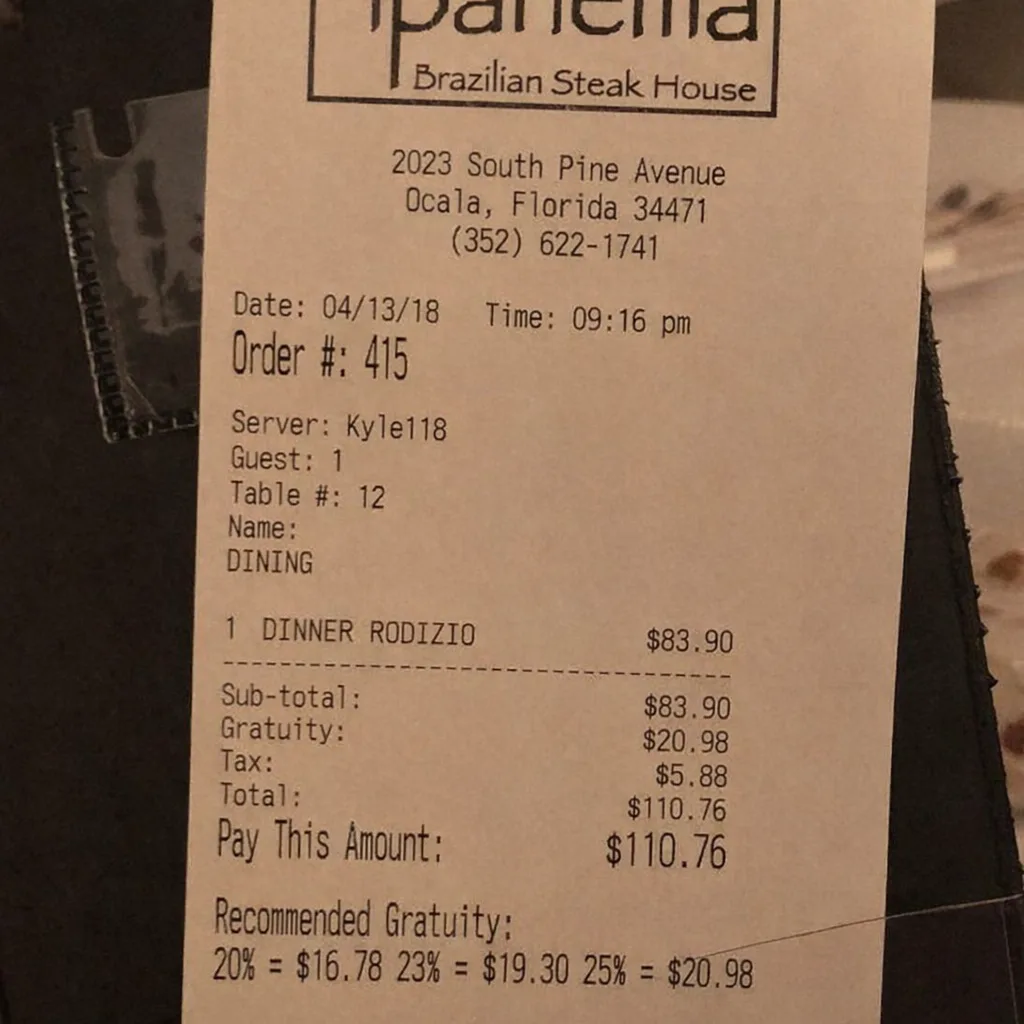 ipanema
Brazilian Steak House
2023 South Pine Avenue
Ocala, Florida 34471
(352) 622-1741
Date: 04/13/18 Time: 09:16 pm
Order #: 415
Server: Kyle118
Guest: 1
Table #: 12
Name:
DINING
1 DINNER RODIZIO $83.90
Sub-total: $83.90
Gratuity: $20.98
Tax: $5.88
Total: $110.76
Pay This Amount: $110.76
Recommended Gratuity:
20% = $16.78 23% = $19.30 25% = $20.98